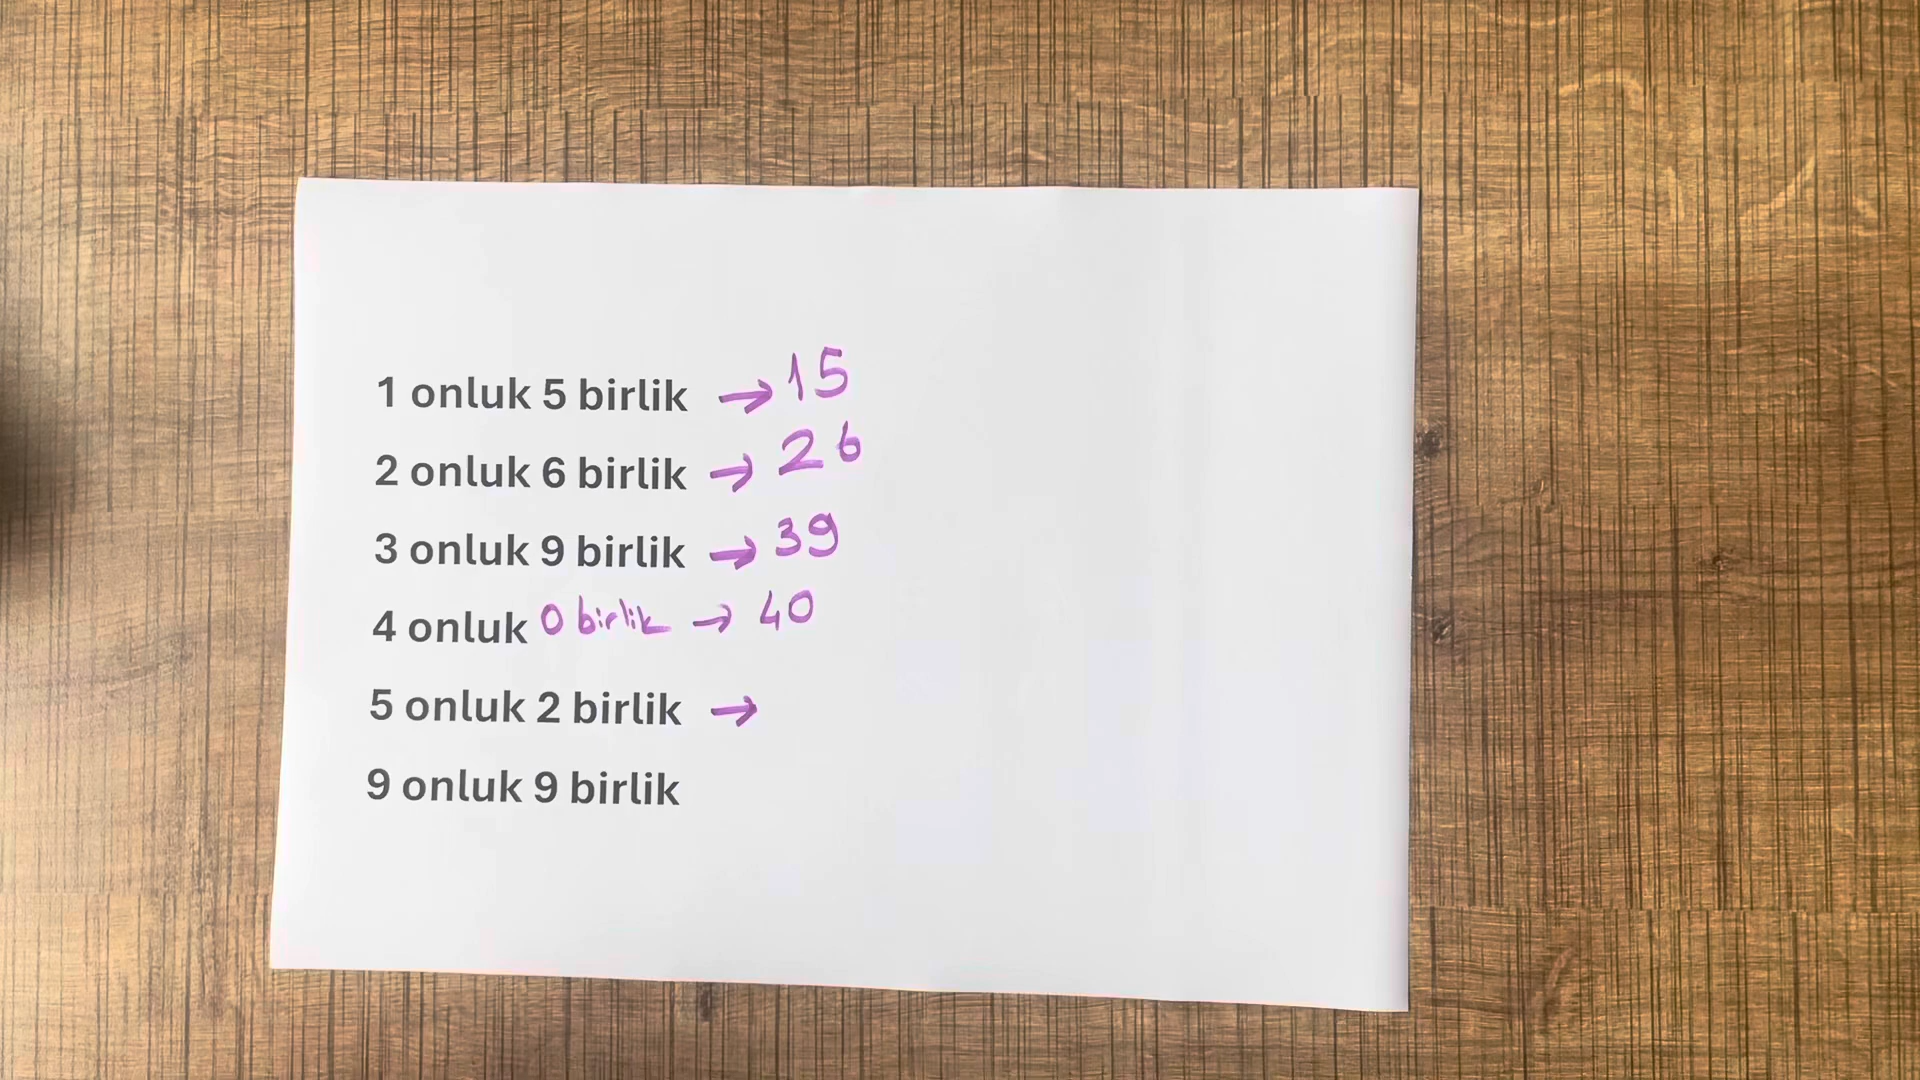 1 onluk 5 birlik → 15
2 onluk 6 birlik → 26
3 onluk 9 birlik → 39
4 onluk 0 birlik → 40
5 onluk 2 birlik →
9 onluk 9 birlik